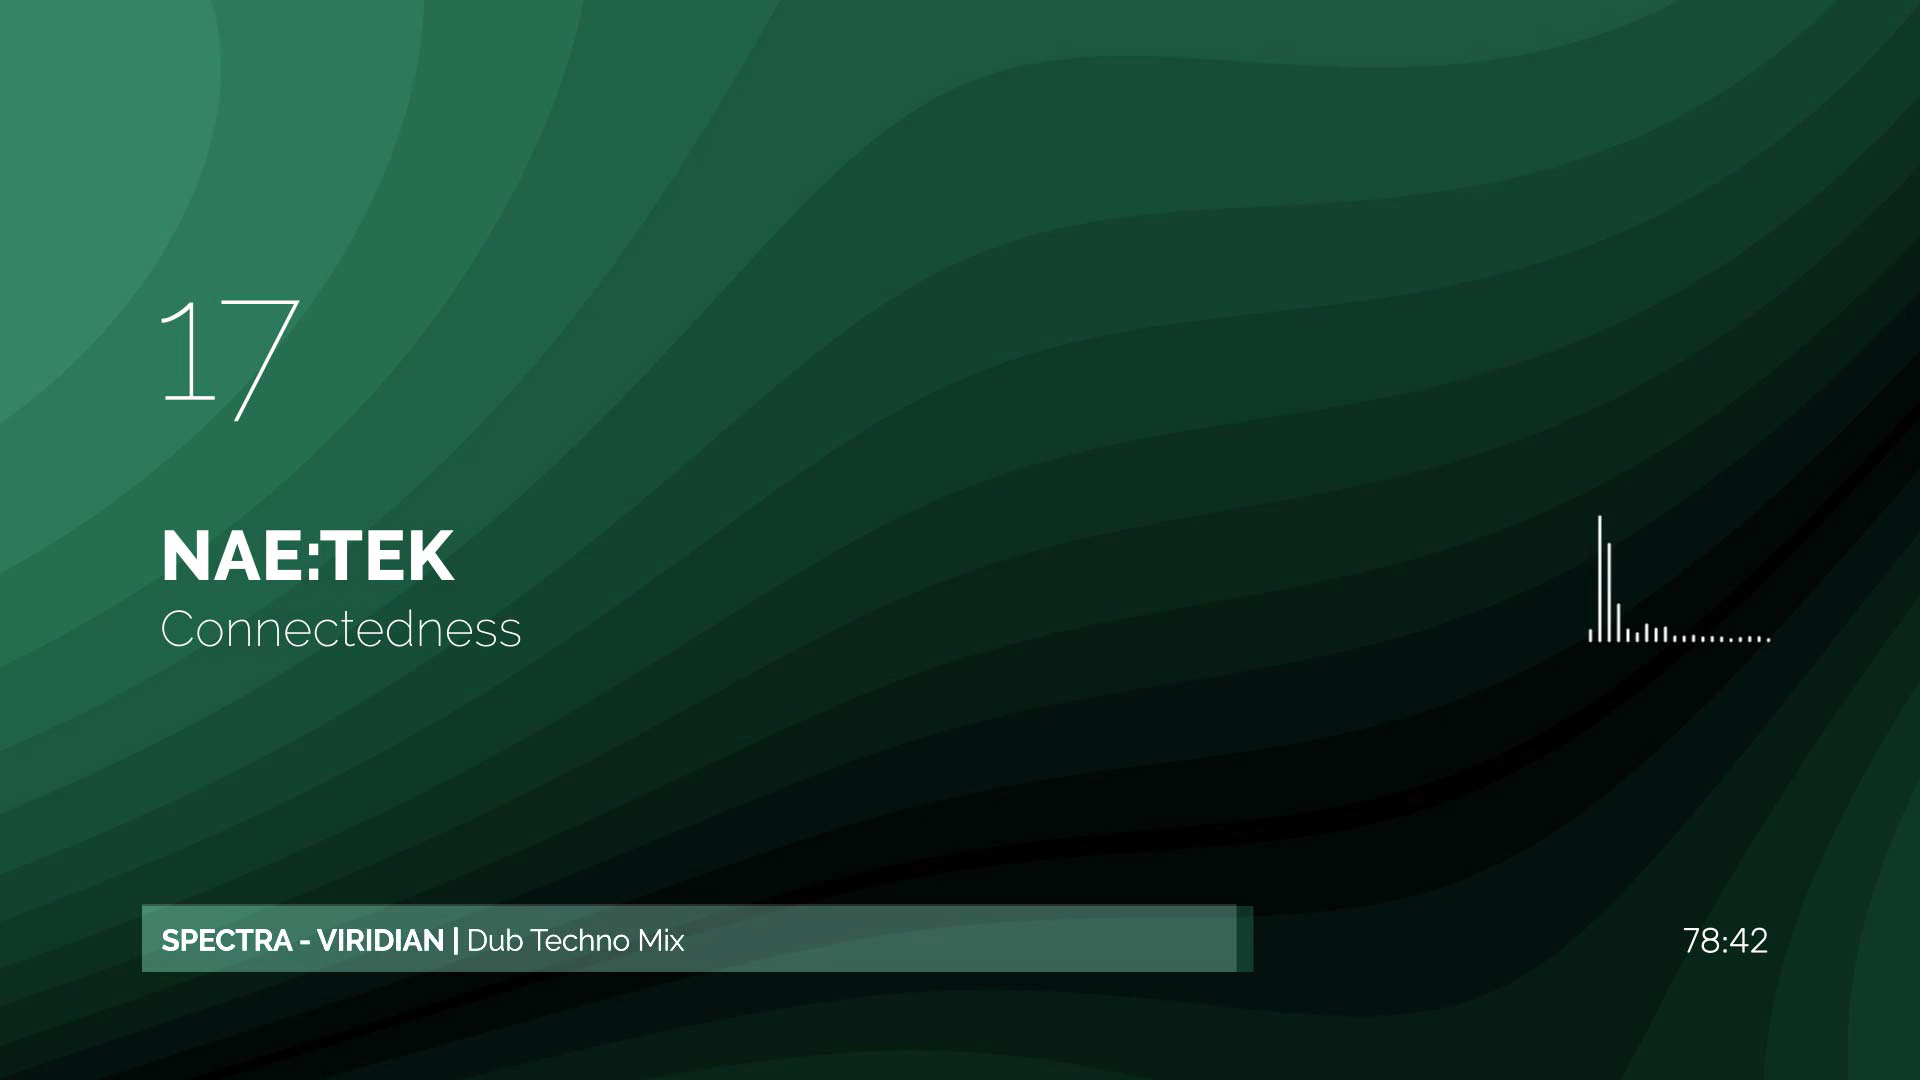 17
NAE:TEK
Connectedness
SPECTRA - VIRIDIAN | Dub Techno Mix
78:42